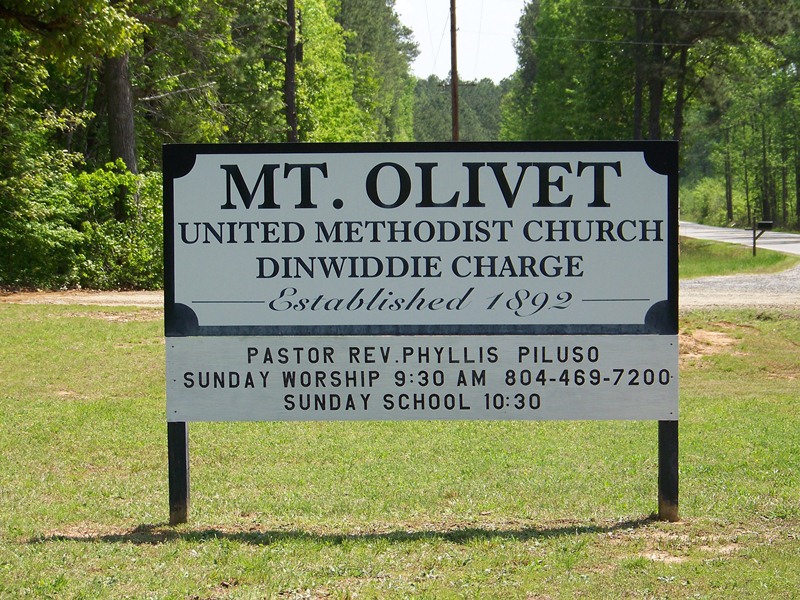 MT. OLIVET
UNITED METHODIST CHURCH
DINWIDDIE CHARGE
Established 1892
PASTOR REV.PHYLLIS PILUSO
SUNDAY WORSHIP 9:30 AM 804-469-7200
SUNDAY SCHOOL 10:30